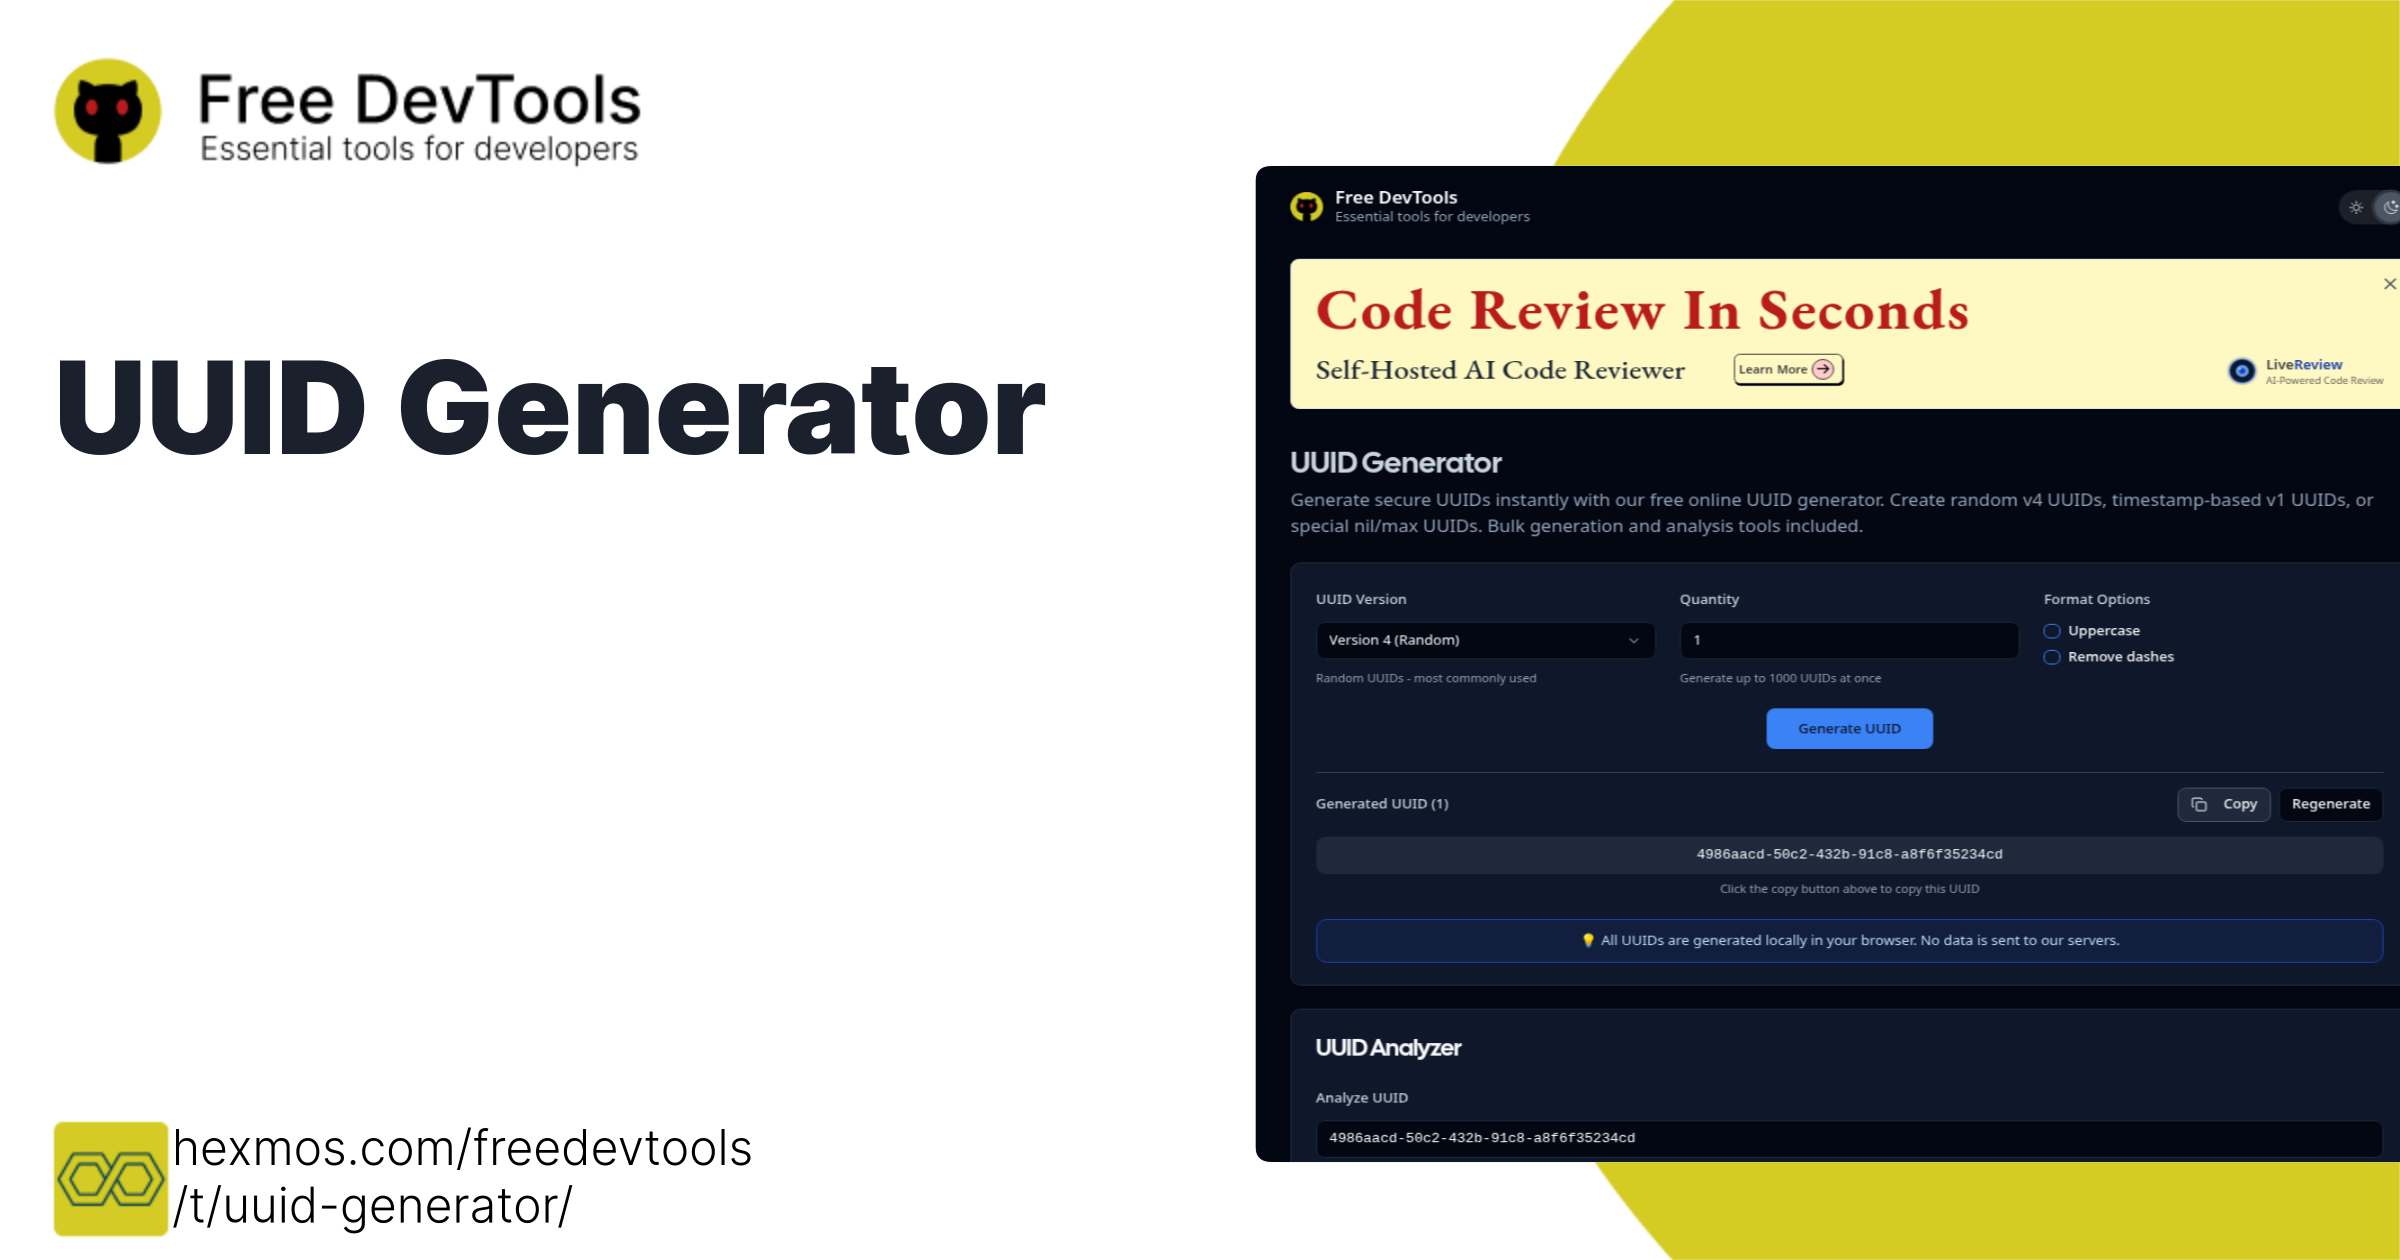 Free DevTools
Essential tools for developers
UUID Generator
hexmos.com/freedevtools
/t/uuid-generator/
Free DevTools
Essential tools for developers
Code Review In Seconds
Self-Hosted AI Code Reviewer
Learn More
LiveReview
AI-Powered Code Review
UUID Generator
Generate secure UUIDs instantly with our free online UUID generator. Create random v4 UUIDs, timestamp-based v1 UUIDs, or
special nil/max UUIDs. Bulk generation and analysis tools included.
UUID Version
Version 4 (Random)
Random UUIDs - most commonly used
Quantity
1
Generate up to 1000 UUIDs at once
Format Options
Uppercase
Remove dashes
Generate UUID
Generated UUID (1)
Copy
Regenerate
4986aacd-50c2-432b-91c8-a8f6f35234cd
Click the copy button above to copy this UUID
💡 All UUIDs are generated locally in your browser. No data is sent to our servers.
UUID Analyzer
Analyze UUID
4986aacd-50c2-432b-91c8-a8f6f35234cd